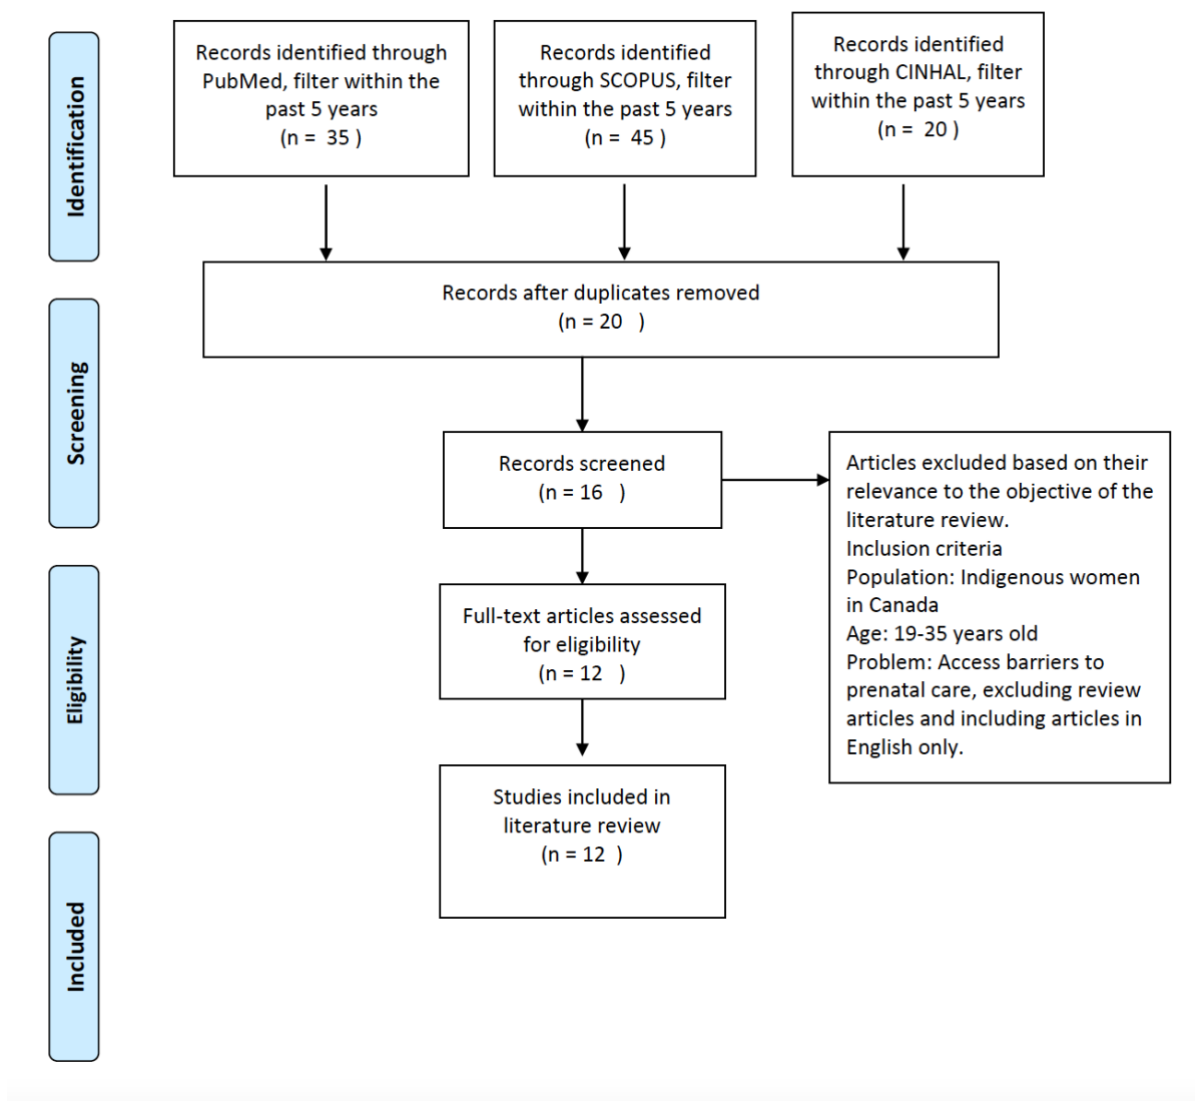 Identification
Records identified through
PubMed, filter within the
past 5 years
(n = 35 )
Records identified
through SCOPUS, filter
within the past 5 years
(n = 45 )
Records identified
through CINHAL, filter
within the past 5 years
(n = 20 )
Records after duplicates removed
(n = 20 )
Screening
Records screened
(n = 16 )
Articles excluded based on their
relevance to the objective of the
literature review.
Inclusion criteria
Population: Indigenous women
in Canada
Age: 19-35 years old
Problem: Access barriers to
prenatal care, excluding review
articles and including articles in
English only.
Eligibility
Full-text articles assessed
for eligibility
(n = 12 )
Included
Studies included in
literature review
(n = 12 )